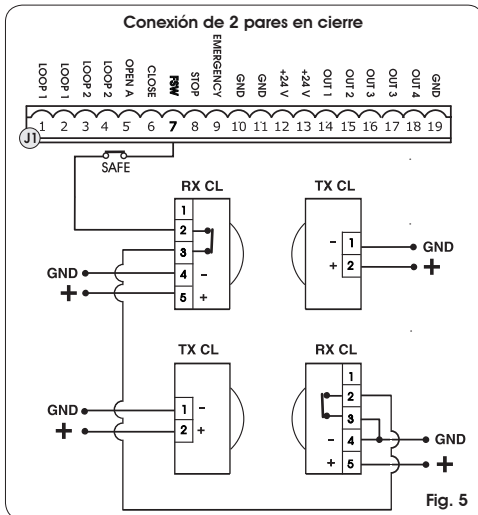 Conexión de 2 pares en cierre
LOOP 1 LOOP 1 LOOP 2 LOOP 2 OPEN A CLOSE FSW STOP EMERGENCY GND GND +24 V +24 V OUT 1 OUT 2 OUT 3 OUT 3 OUT 4 GND
1 2 3 4 5 6 7 8 9 10 11 12 13 14 15 16 17 18 19
J1
SAFE
RX CL TX CL
1
2
3
GND 4 -
+ 5 +
- 1 GND
+ 2 +
TX CL RX CL
GND 1 -
+ 2 +
1
2
3
- 4 GND
+ 5 +
Fig. 5